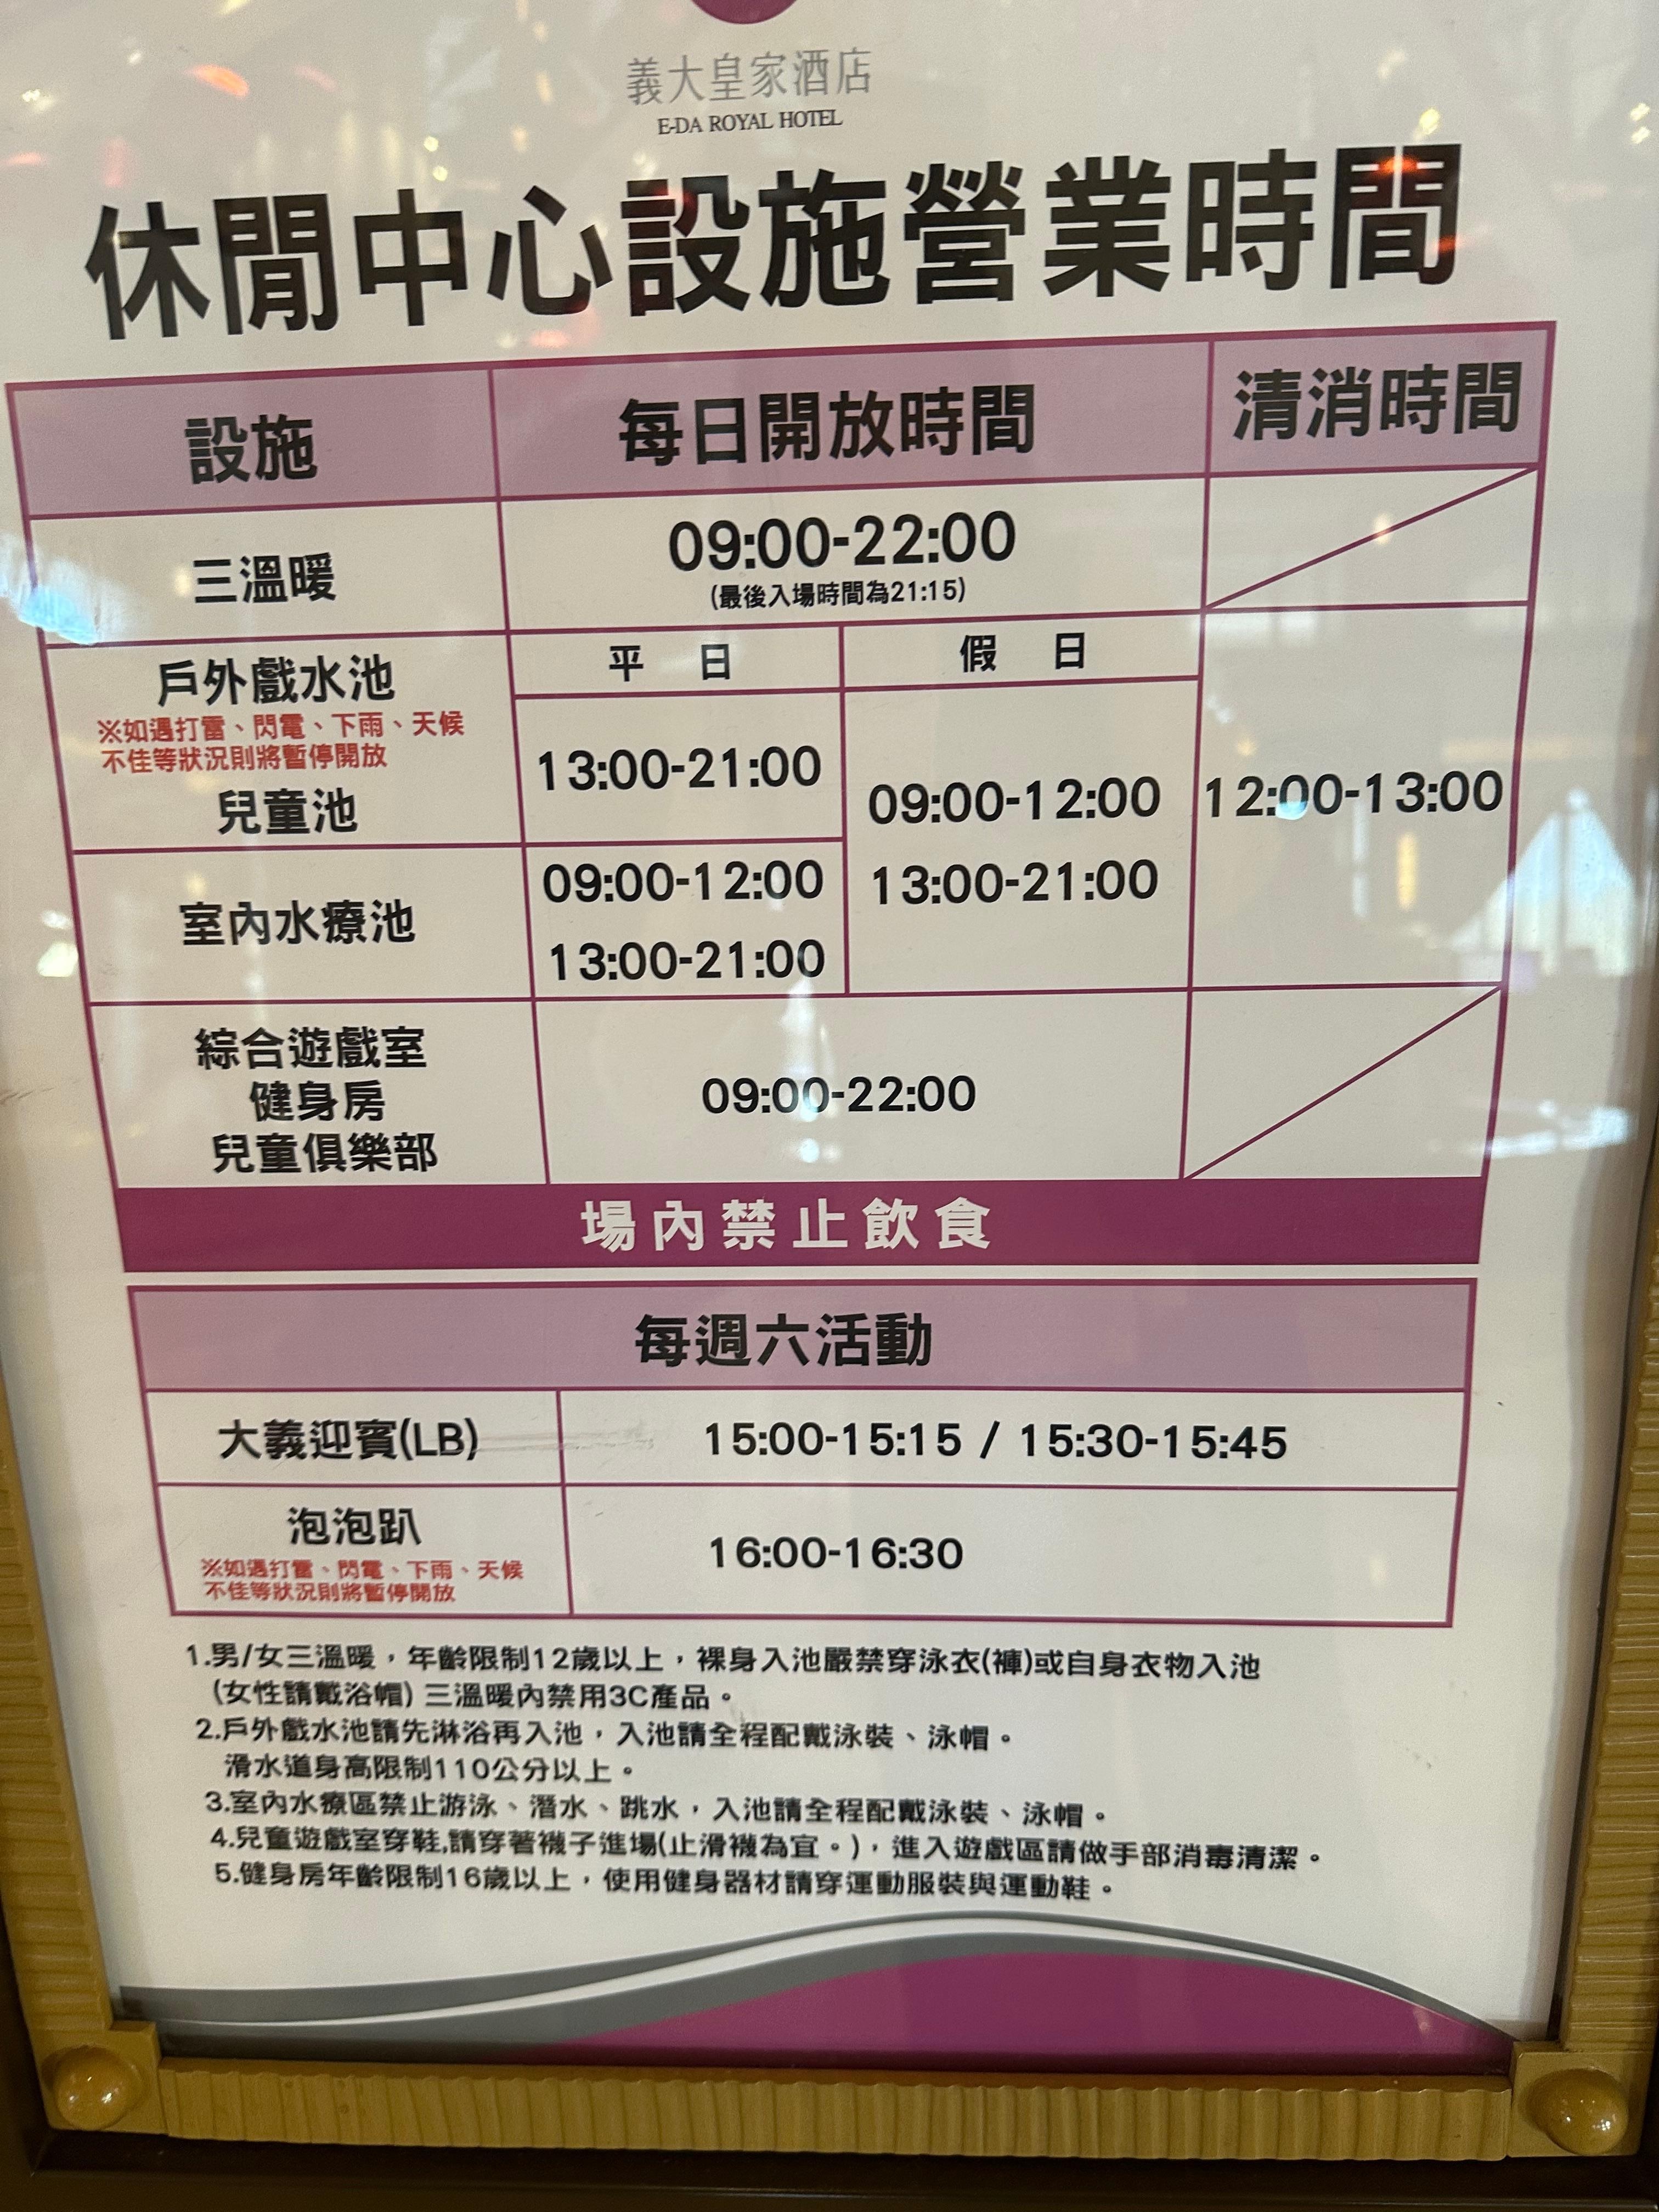 義大皇家酒店
E-DA ROYAL HOTEL
休閒中心設施營業時間
設施
每日開放時間
清消時間
三溫暖
09:00-22:00
(最後入場時間為21:15)
戶外戲水池
※如遇打雷、閃電、下雨、天候
不佳等狀況則將暫停開放
兒童池
平 日
假 日
13:00-21:00
09:00-12:00
13:00-21:00
12:00-13:00
室內水療池
09:00-12:00
13:00-21:00
綜合遊戲室
健身房
兒童俱樂部
09:00-22:00
場內禁止飲食
每週六活動
大義迎賓(LB)
15:00-15:15 / 15:30-15:45
泡泡趴
※如遇打雷、閃電、下雨、天候
不佳等狀況則將暫停開放
16:00-16:30
1.男/女三溫暖，年齡限制12歲以上，裸身入池嚴禁穿泳衣(褲)或自身衣物入池
(女性請戴浴帽) 三溫暖內禁用3C產品。
2.戶外戲水池請先淋浴再入池，入池請全程配戴泳裝、泳帽。
滑水道身高限制110公分以上。
3.室內水療區禁止游泳、潛水、跳水，入池請全程配戴泳裝、泳帽。
4.兒童遊戲室穿鞋,請穿著襪子進場(止滑襪為宜。)，進入遊戲區請做手部消毒清潔。
5.健身房年齡限制16歲以上，使用健身器材請穿運動服裝與運動鞋。